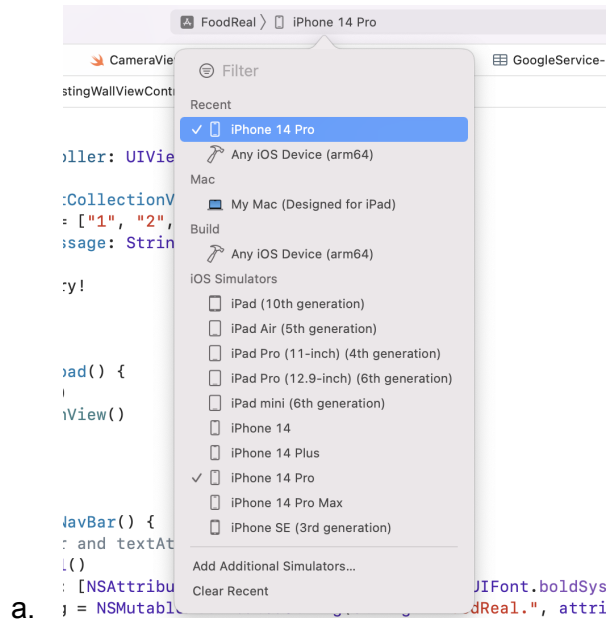 FoodReal 〉 iPhone 14 Pro
CameraVie
GoogleService-
stingWallViewCont
Filter
Recent
✓ iPhone 14 Pro
Any iOS Device (arm64)
Mac
My Mac (Designed for iPad)
Build
Any iOS Device (arm64)
iOS Simulators
iPad (10th generation)
iPad Air (5th generation)
iPad Pro (11-inch) (4th generation)
iPad Pro (12.9-inch) (6th generation)
iPad mini (6th generation)
iPhone 14
iPhone 14 Plus
✓ iPhone 14 Pro
iPhone 14 Pro Max
iPhone SE (3rd generation)
Add Additional Simulators...
Clear Recent
oller: UIVie
tCollectionV
= ["1", "2",
ssage: Strin
ry!
oad() {
)
nView()
NavBar() {
r and textAt
l()
: [NSAttribu UIFont.boldSys
a. g = NSMutabl dReal.", attri